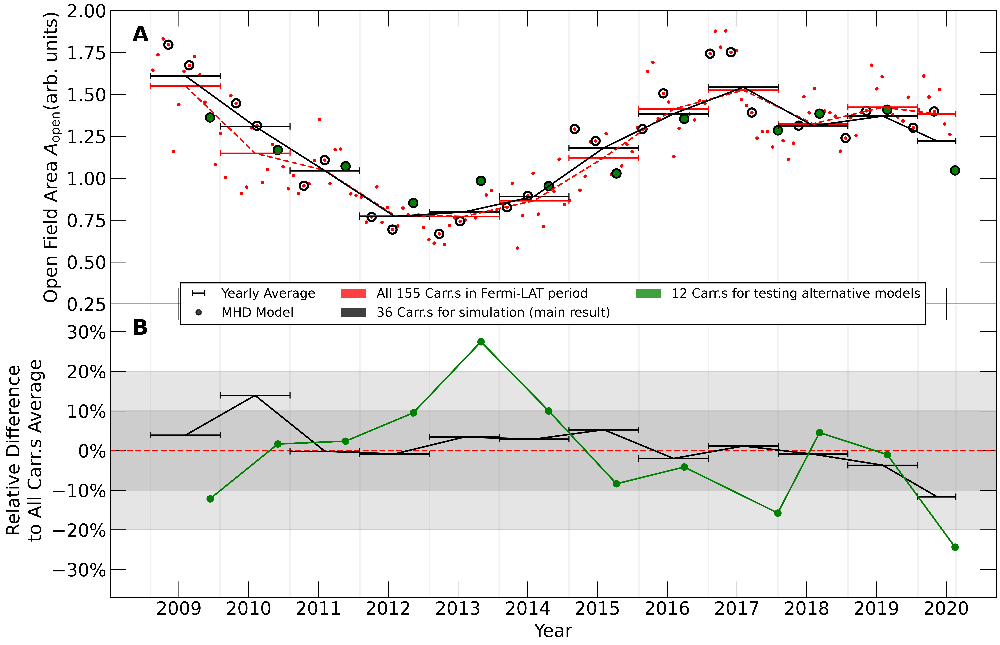 A
2.00
1.75
1.50
1.25
1.00
0.75
0.50
0.25
Open Field Area A_open(arb. units)
Yearly Average
MHD Model
All 155 Carr.s in Fermi-LAT period
36 Carr.s for simulation (main result)
12 Carr.s for testing alternative models
B
30%
20%
10%
0%
−10%
−20%
−30%
Relative Difference
to All Carr.s Average
2009 2010 2011 2012 2013 2014 2015 2016 2017 2018 2019 2020
Year